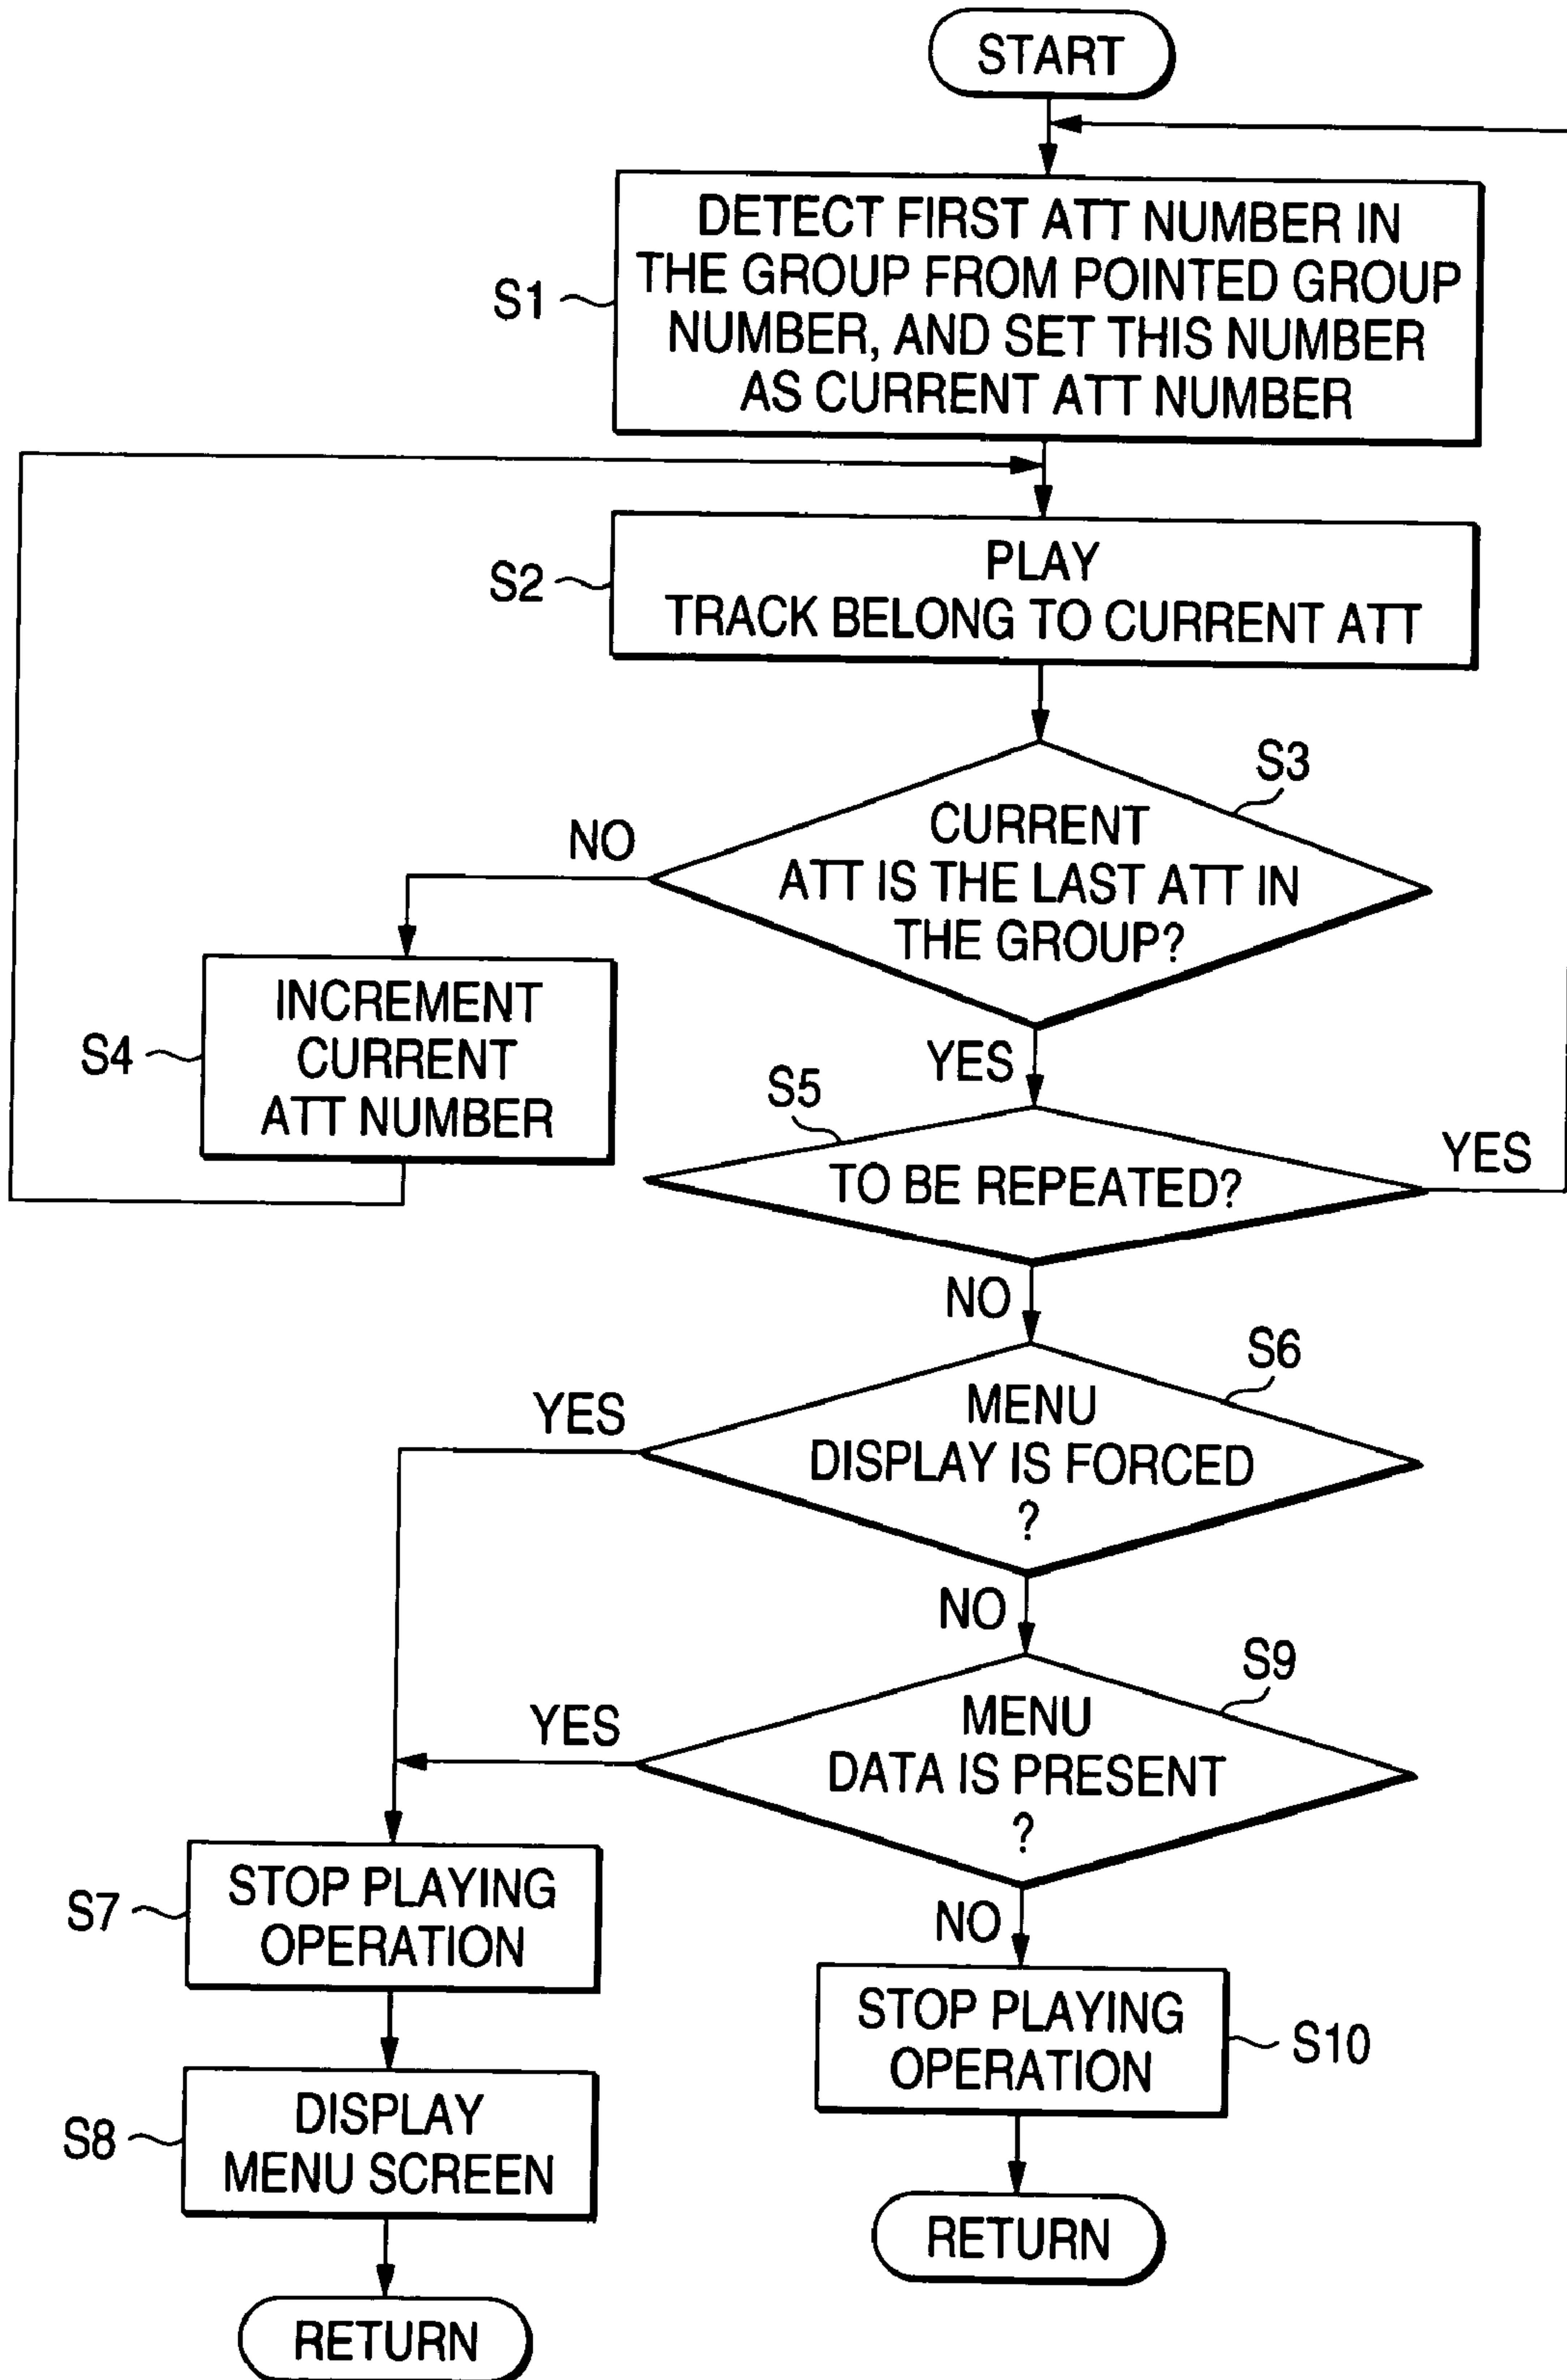 START
DETECT FIRST ATT NUMBER IN
THE GROUP FROM POINTED GROUP
NUMBER, AND SET THIS NUMBER
AS CURRENT ATT NUMBER
S1
PLAY
TRACK BELONG TO CURRENT ATT
S2
S3
CURRENT
ATT IS THE LAST ATT IN
THE GROUP?
NO
INCREMENT
CURRENT
ATT NUMBER
S4
YES
S5
TO BE REPEATED?
YES
NO
S6
MENU
DISPLAY IS FORCED
?
YES
NO
S9
MENU
DATA IS PRESENT
?
YES
NO
S7
STOP PLAYING
OPERATION
STOP PLAYING
OPERATION
S10
S8
DISPLAY
MENU SCREEN
RETURN
RETURN